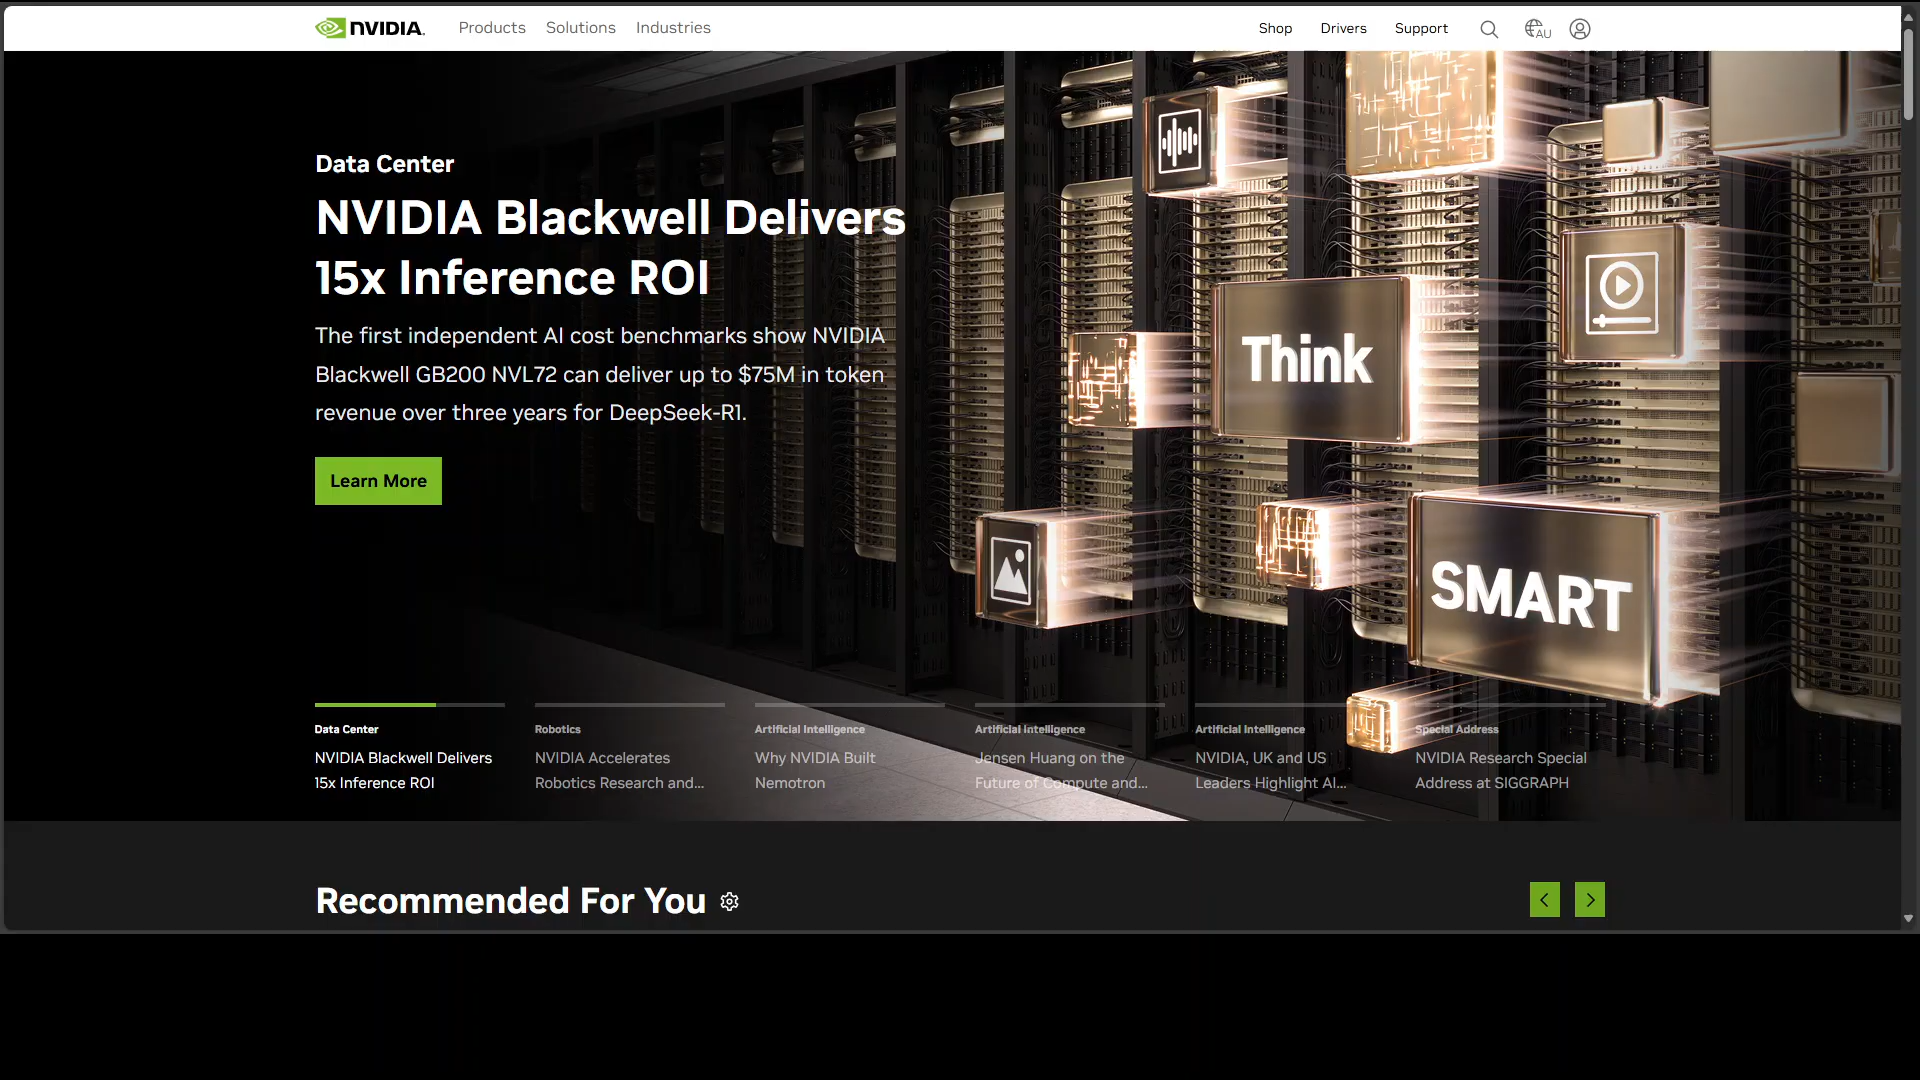 NVIDIA.
Products
Solutions
Industries
Shop
Drivers
Support
AU
Data Center
NVIDIA Blackwell Delivers
15x Inference ROI
The first independent AI cost benchmarks show NVIDIA
Blackwell GB200 NVL72 can deliver up to $75M in token
revenue over three years for DeepSeek-R1.
Learn More
Think
SMART
Data Center
NVIDIA Blackwell Delivers
15x Inference ROI
Robotics
NVIDIA Accelerates
Robotics Research and...
Artificial Intelligence
Why NVIDIA Built
Nemotron
Artificial Intelligence
Jensen Huang on the
Future of Compute and...
Artificial Intelligence
NVIDIA, UK and US
Leaders Highlight AI...
Special Address
NVIDIA Research Special
Address at SIGGRAPH
Recommended For You